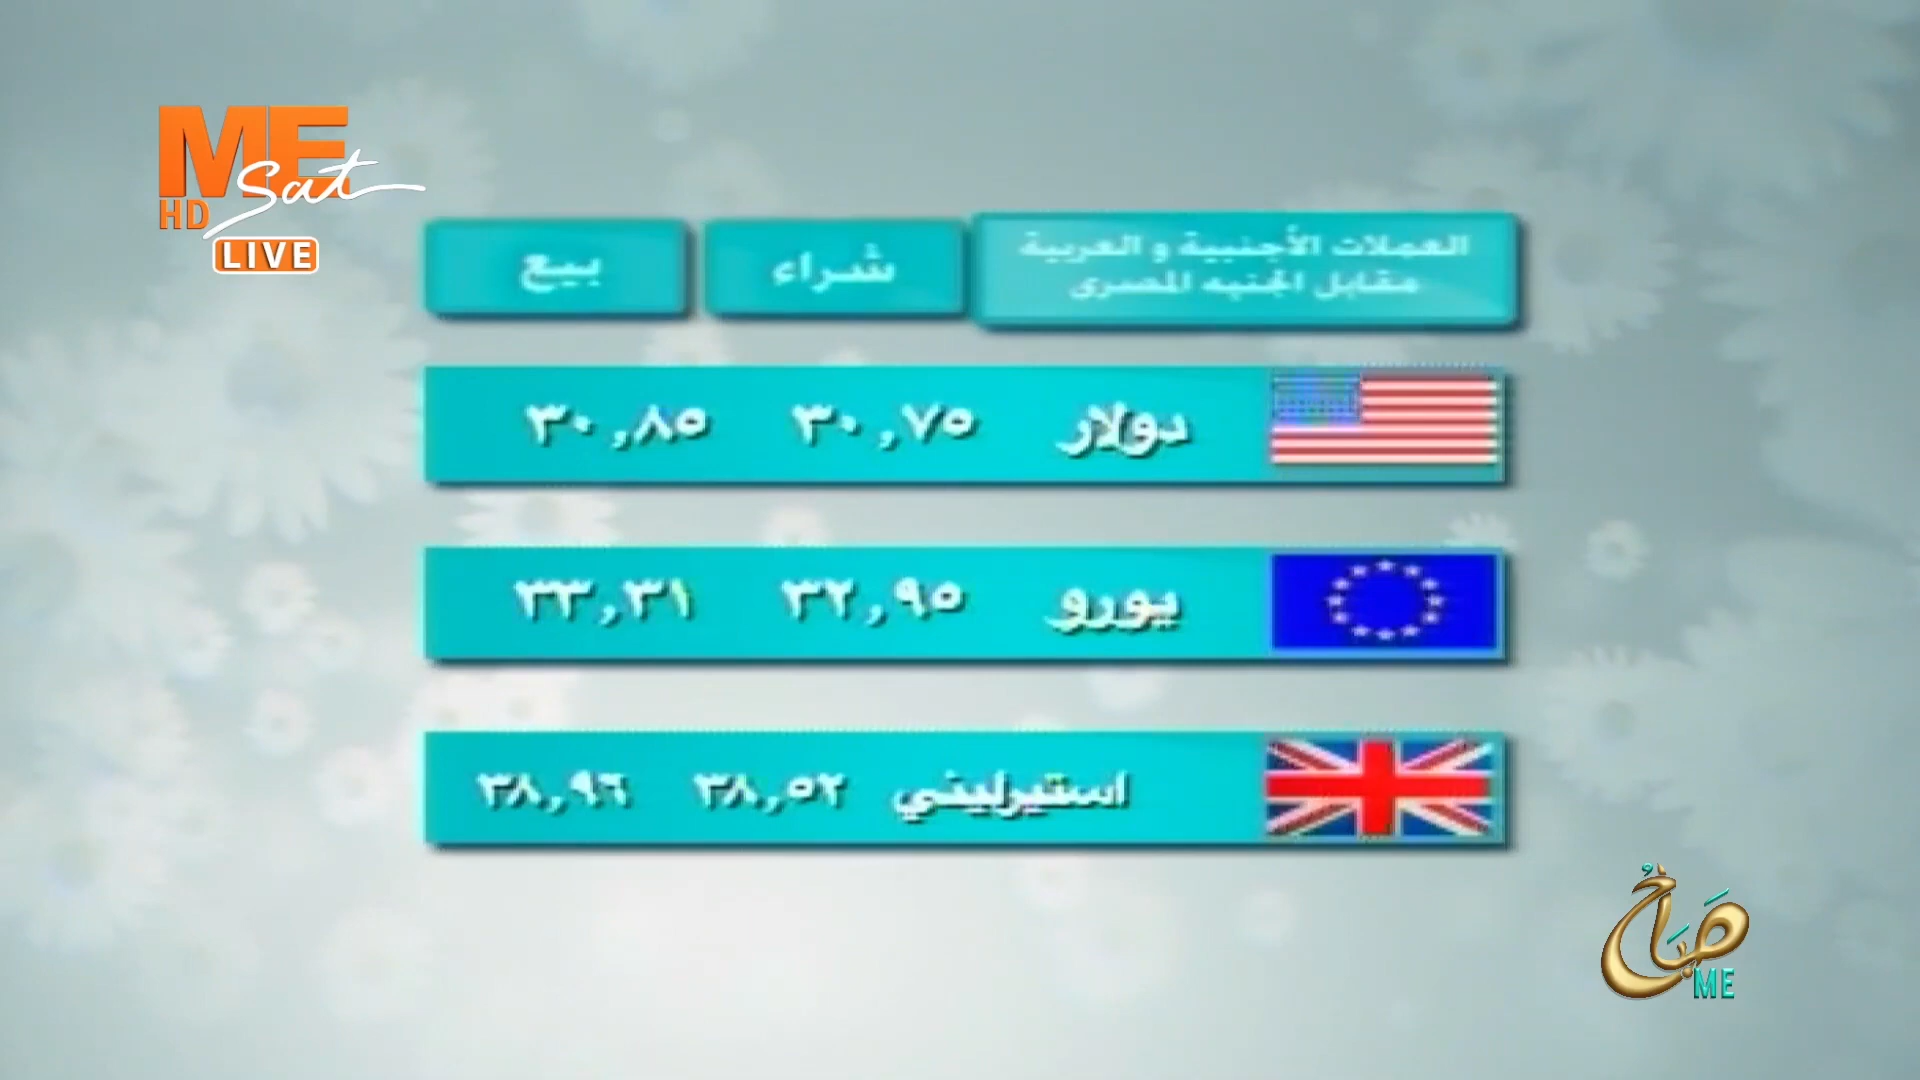 ME
Sat
HD
LIVE
العملات الأجنبية و العربية
مقابل الجنيه المصرى
شراء
بيع
دولار ٣٠,٧٥ ٣٠,٨٥
يورو ٣٢,٩٥ ٣٣,٣١
استيرليني ٣٨,٥٢ ٣٨,٩٦
صَبَاحُ
ME